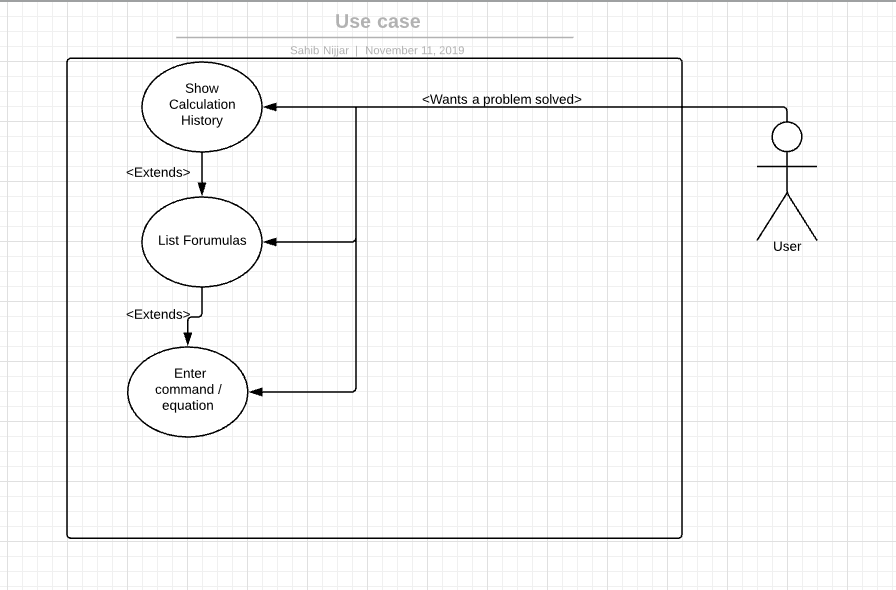 Use case
Sahib Nijjar | November 11, 2019
Show
Calculation
History
<Wants a problem solved>
<Extends>
List Forumulas
User
<Extends>
Enter
command /
equation